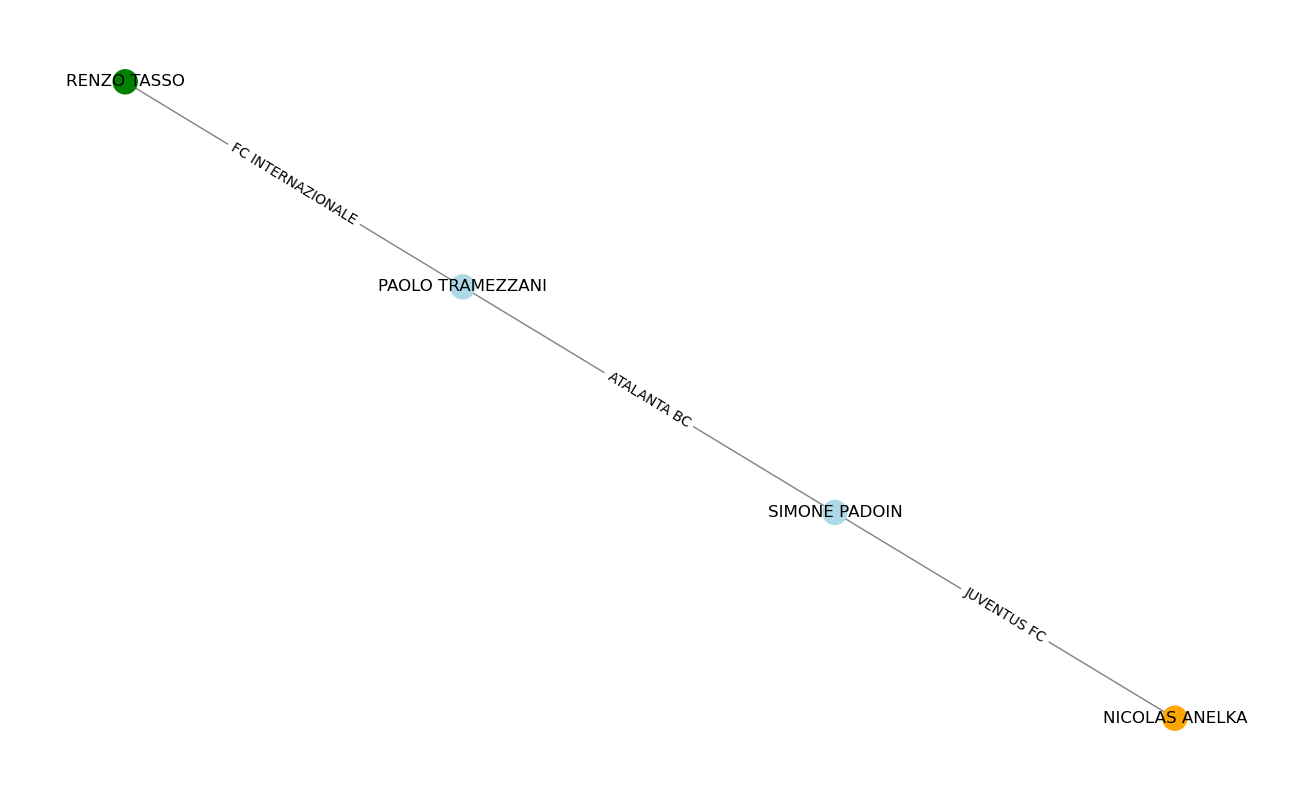 RENZO TASSO
FC INTERNAZIONALE
PAOLO TRAMEZZANI
ATALANTA BC
SIMONE PADOIN
JUVENTUS FC
NICOLAS ANELKA